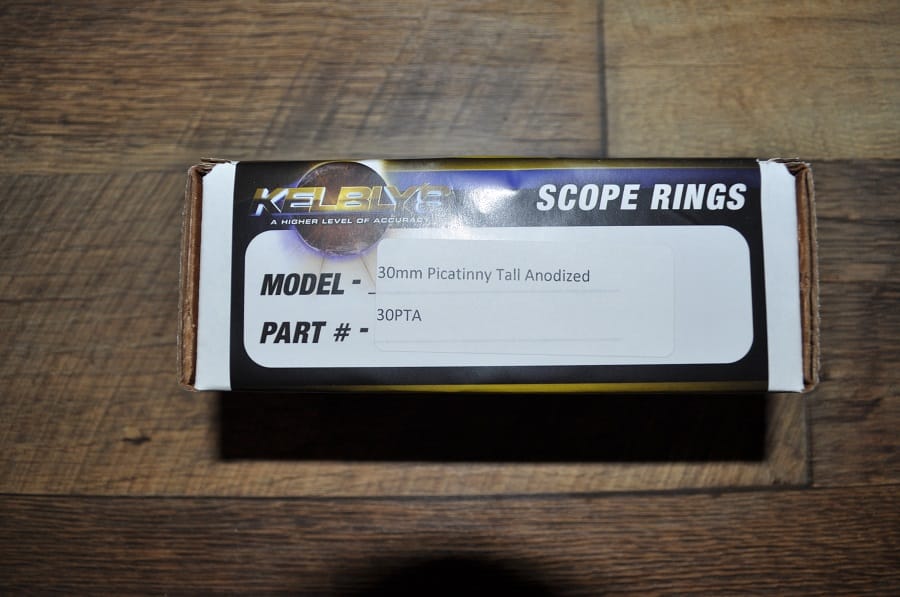 KELBLY'S
A HIGHER LEVEL OF ACCURACY
SCOPE RINGS
MODEL - 30mm Picatinny Tall Anodized
PART # - 30PTA